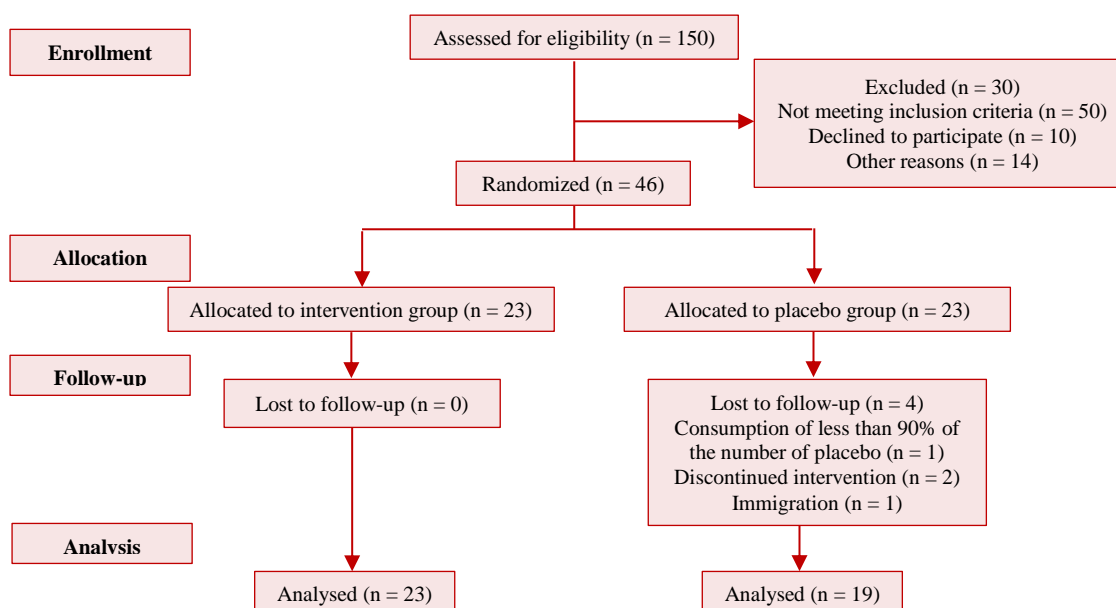 Enrollment
Assessed for eligibility (n = 150)
Excluded (n = 30)
Not meeting inclusion criteria (n = 50)
Declined to participate (n = 10)
Other reasons (n = 14)
Randomized (n = 46)
Allocation
Allocated to intervention group (n = 23)
Allocated to placebo group (n = 23)
Follow-up
Lost to follow-up (n = 0)
Lost to follow-up (n = 4)
Consumption of less than 90% of
the number of placebo (n = 1)
Discontinued intervention (n = 2)
Immigration (n = 1)
Analysis
Analysed (n = 23)
Analysed (n = 19)